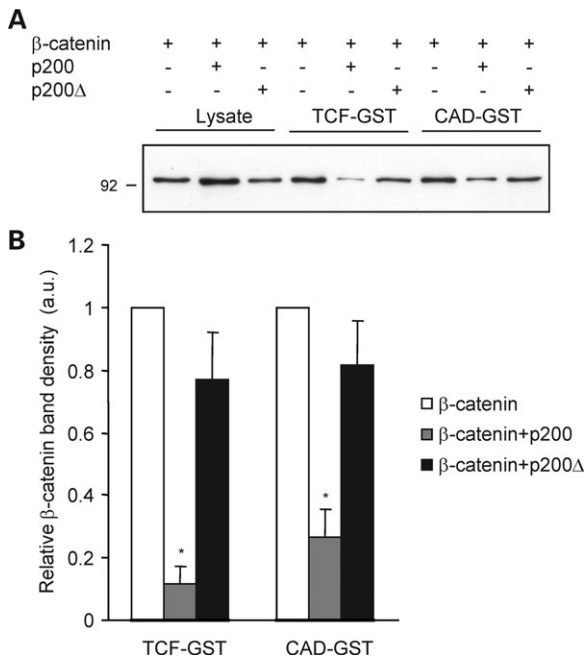 A
β-catenin + + + + + + + + +
p200 - + - - + - - + -
p200Δ - - + - - + - - +
Lysate TCF-GST CAD-GST
92
B
Relative β-catenin band density (a.u.)
1.2
1
0.8
0.6
0.4
0.2
0
* *
β-catenin
β-catenin+p200
β-catenin+p200Δ
TCF-GST CAD-GST